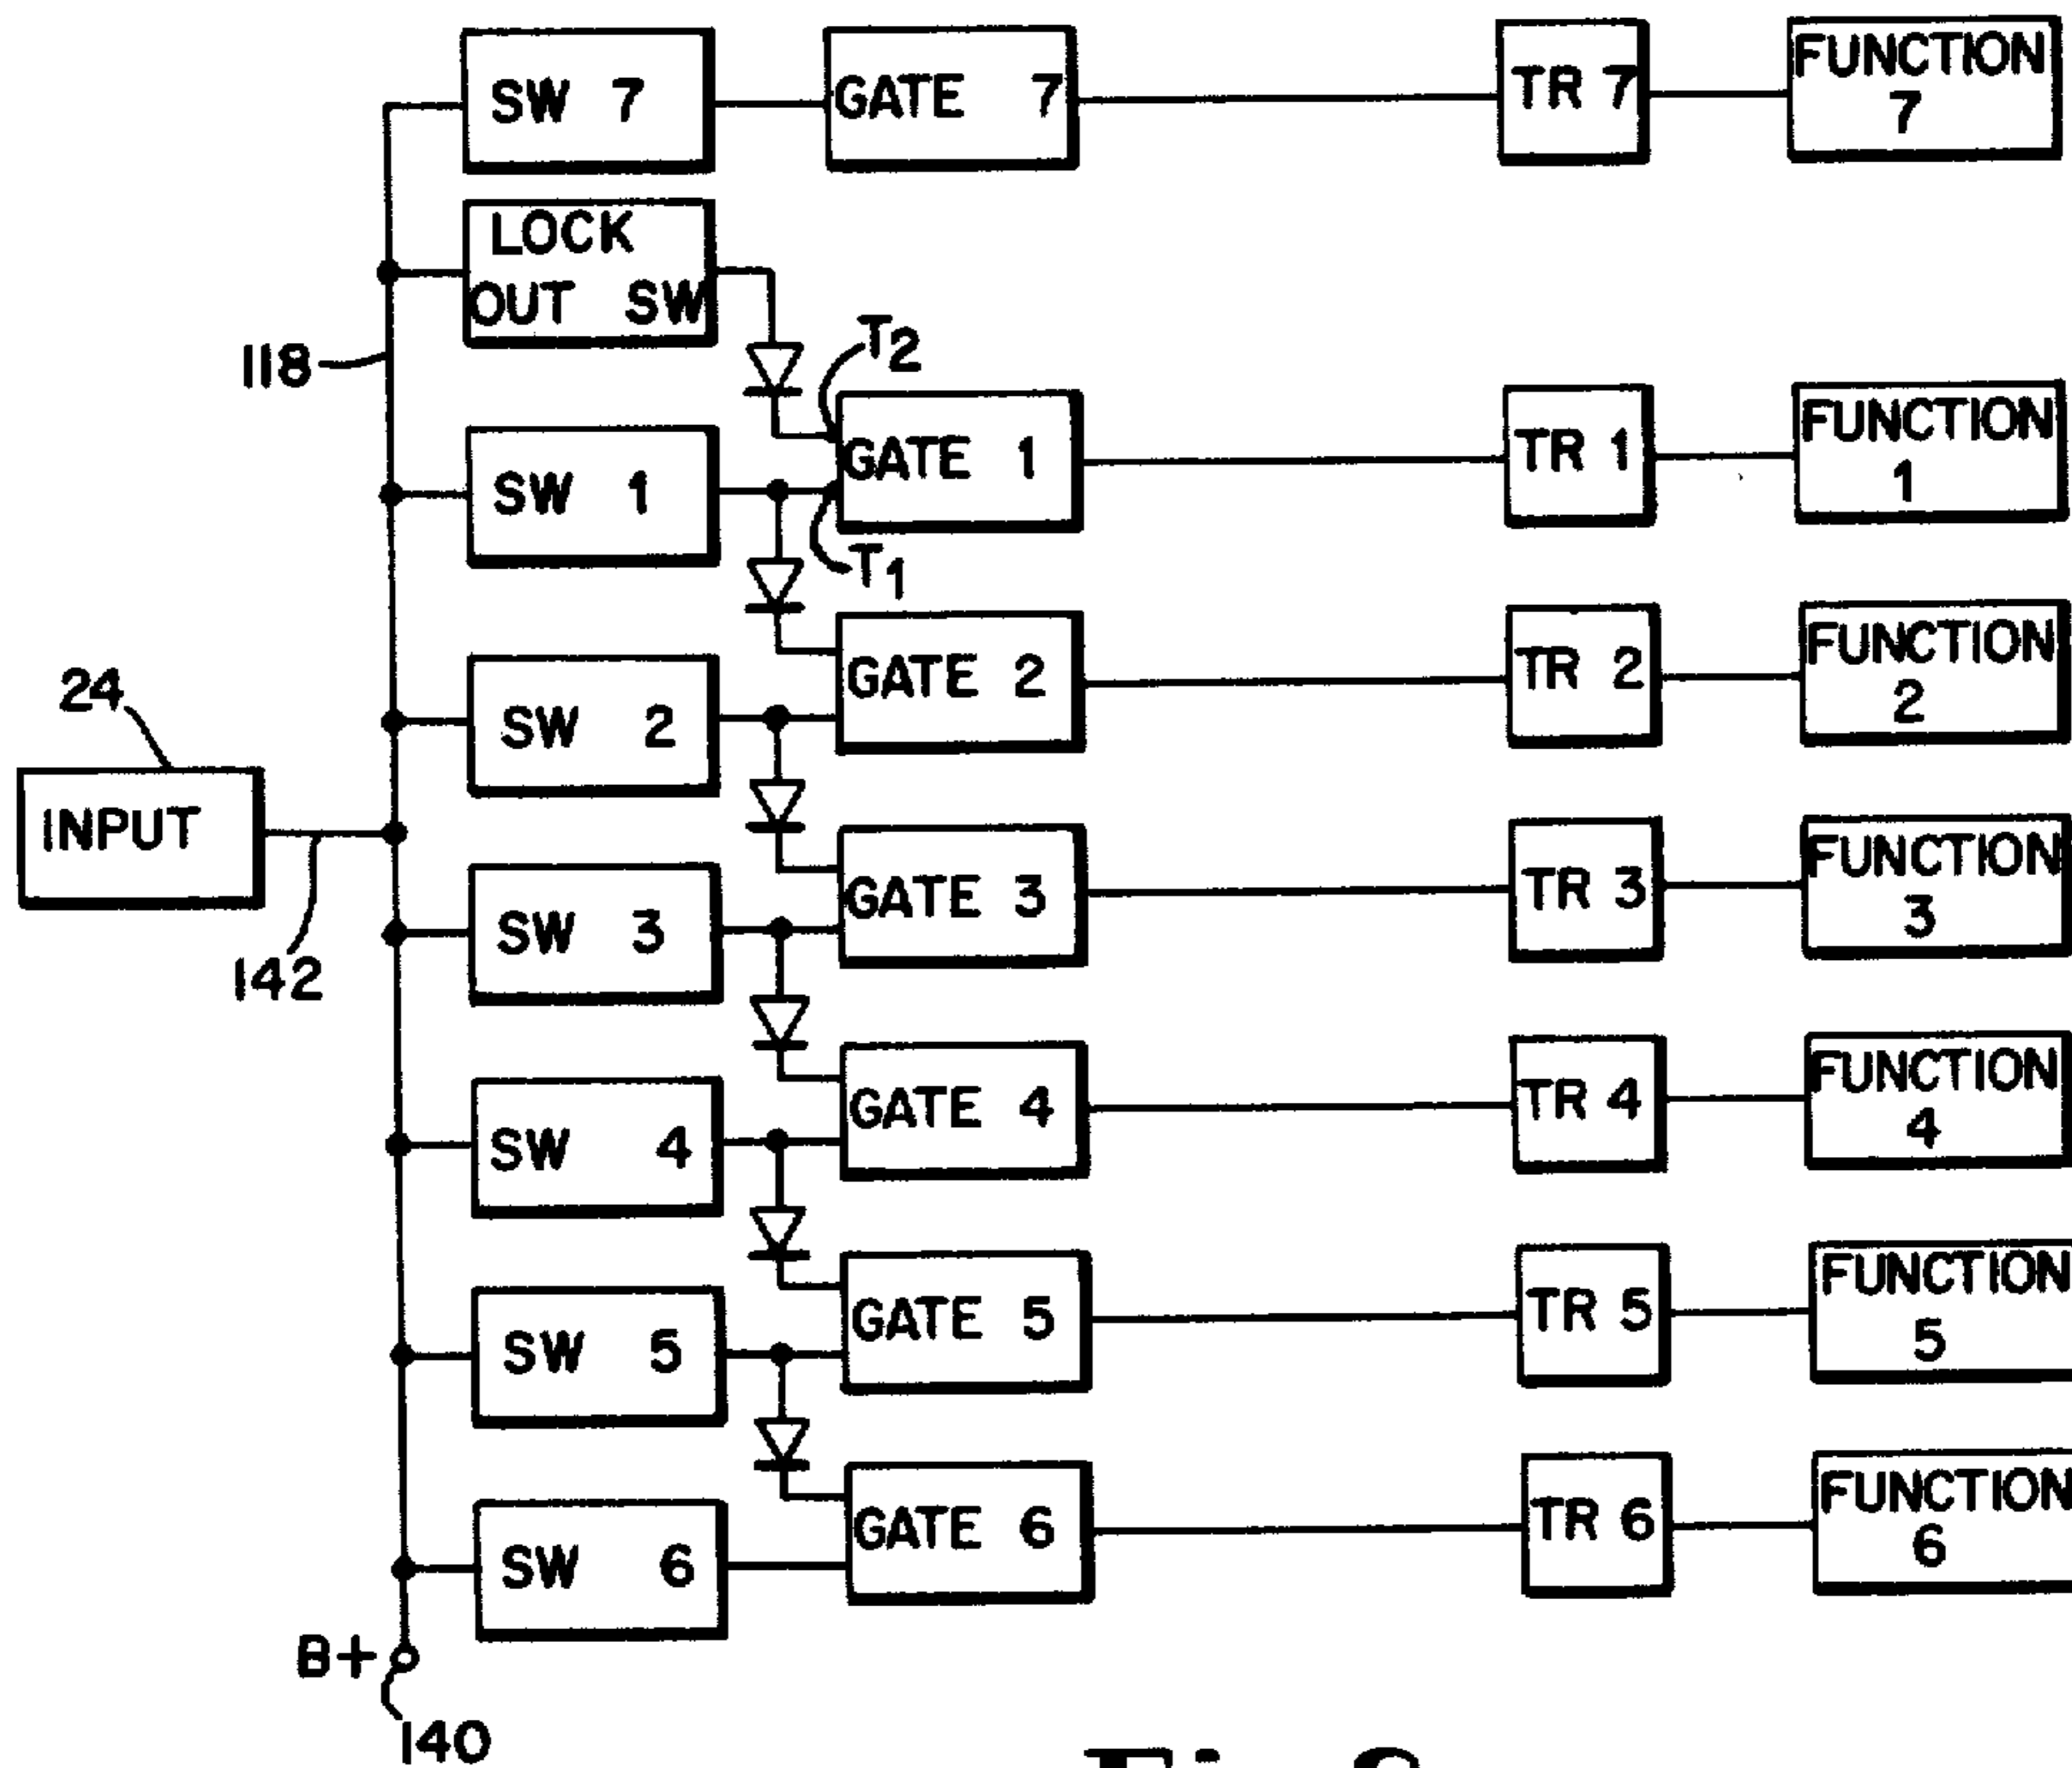 SW 7
GATE 7
TR 7
FUNCTION
7
LOCK
OUT SW
118
T2
SW 1
GATE 1
TR 1
FUNCTION
1
T1
SW 2
GATE 2
TR 2
FUNCTION
2
24
INPUT
142
SW 3
GATE 3
TR 3
FUNCTION
3
SW 4
GATE 4
TR 4
FUNCTION
4
SW 5
GATE 5
TR 5
FUNCTION
5
SW 6
GATE 6
TR 6
FUNCTION
6
B+
140